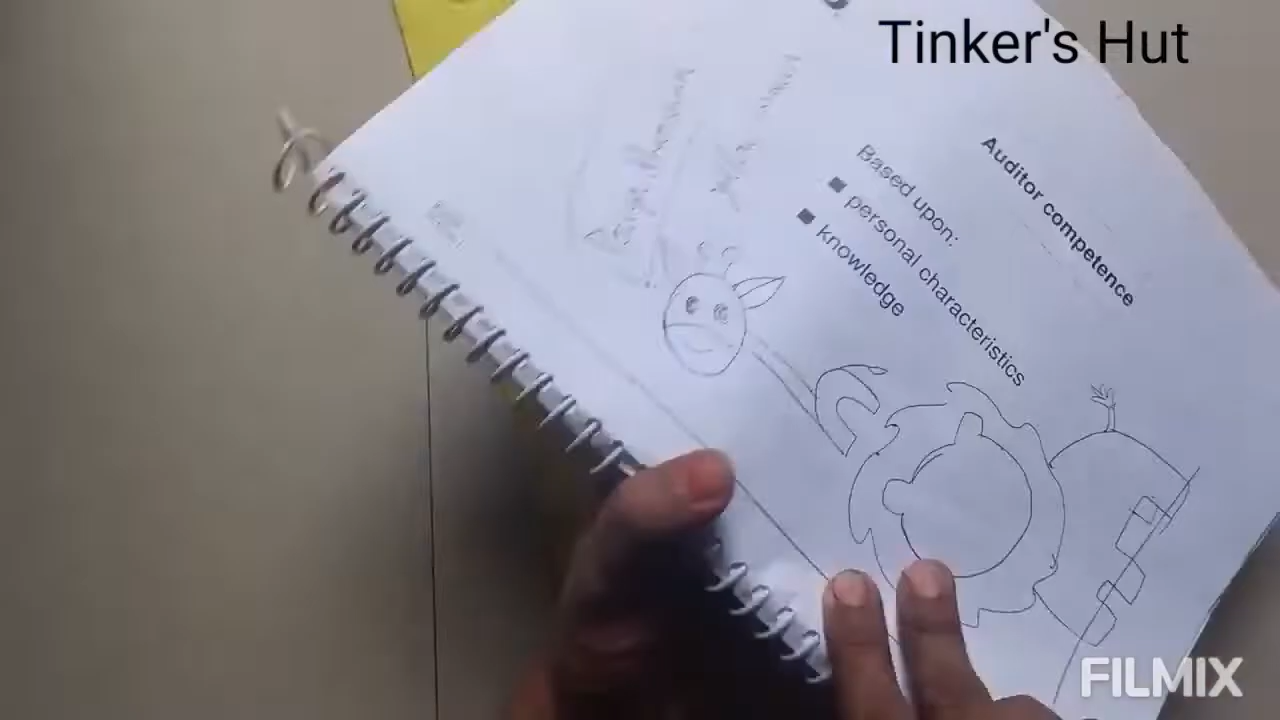 Tinker's Hut
Auditor competence
Based upon:
■ personal characteristics
■ knowledge
FILMIX